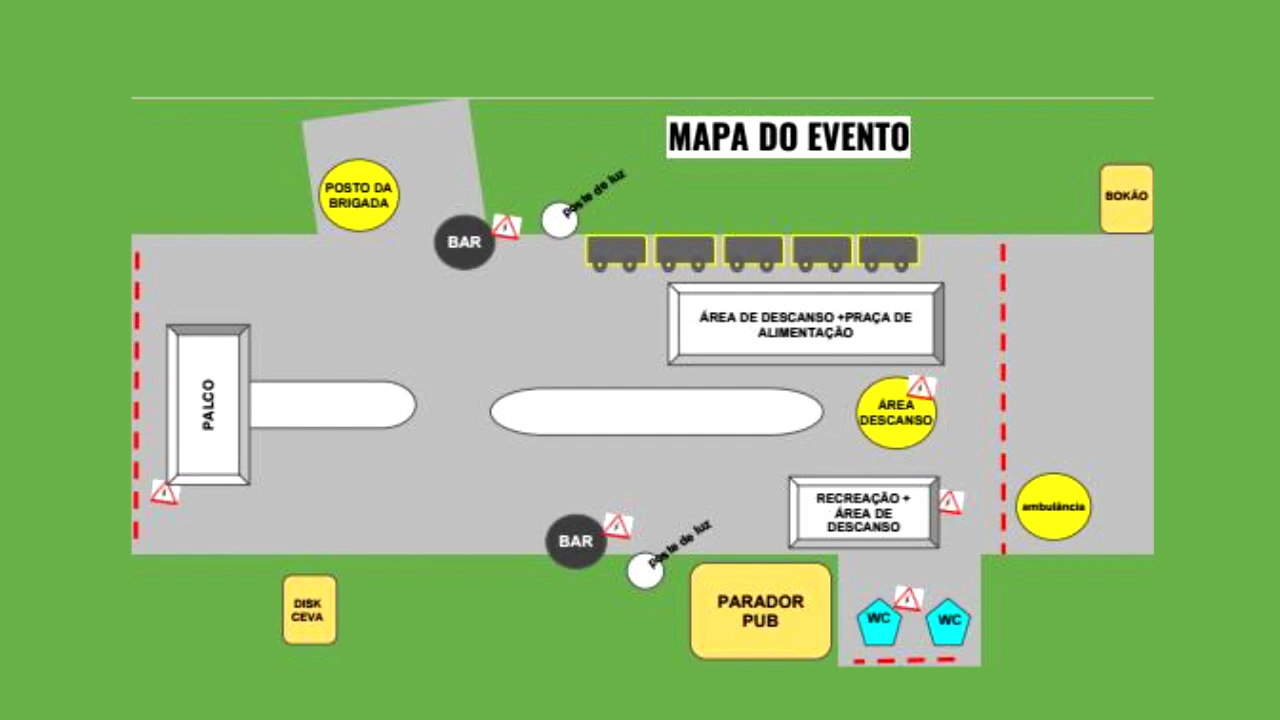 MAPA DO EVENTO
POSTO DA
BRIGADA
poste de luz
BOKÃO
BAR
ÁREA DE DESCANSO +PRAÇA DE
ALIMENTAÇÃO
PALCO
ÁREA
DESCANSO
RECREAÇÃO +
ÁREA DE
DESCANSO
ambulância
BAR
poste de luz
DISK
CEVA
PARADOR
PUB
WC
WC